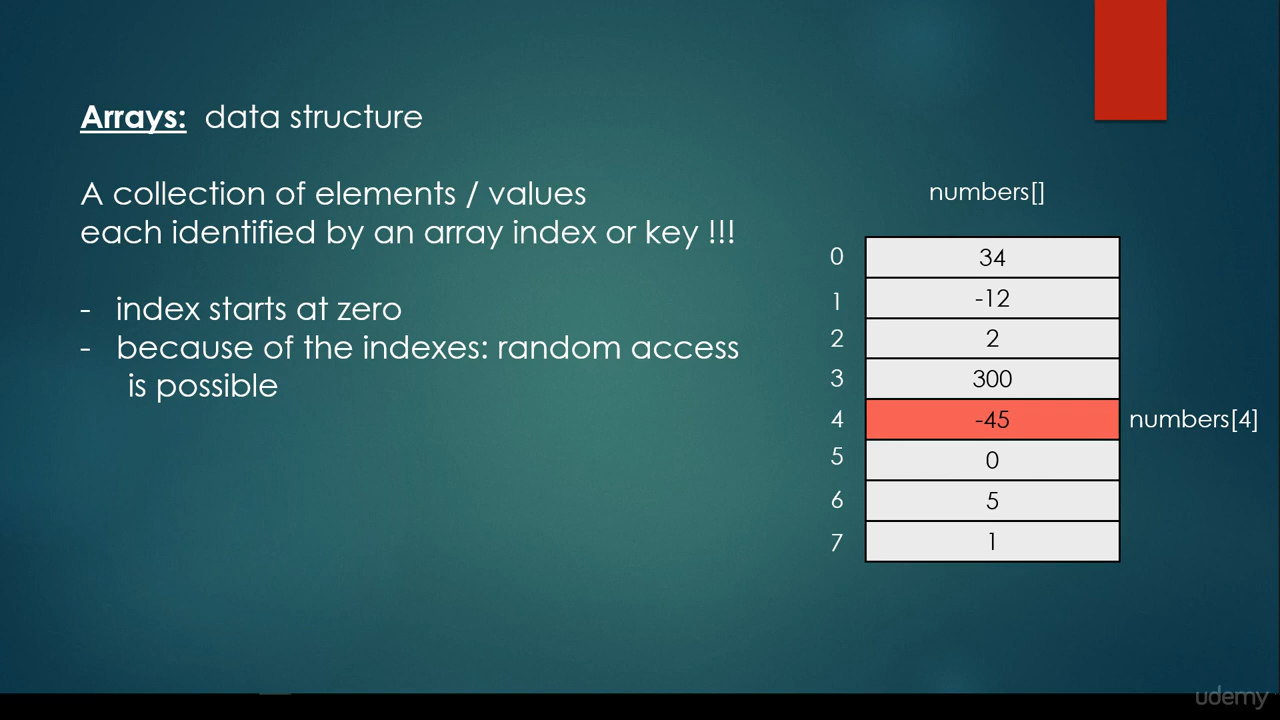 Arrays: data structure
A collection of elements / values
each identified by an array index or key !!!
- index starts at zero
- because of the indexes: random access
is possible
numbers[]
0 34
1 -12
2 2
3 300
4 -45 numbers[4]
5 0
6 5
7 1
udemy